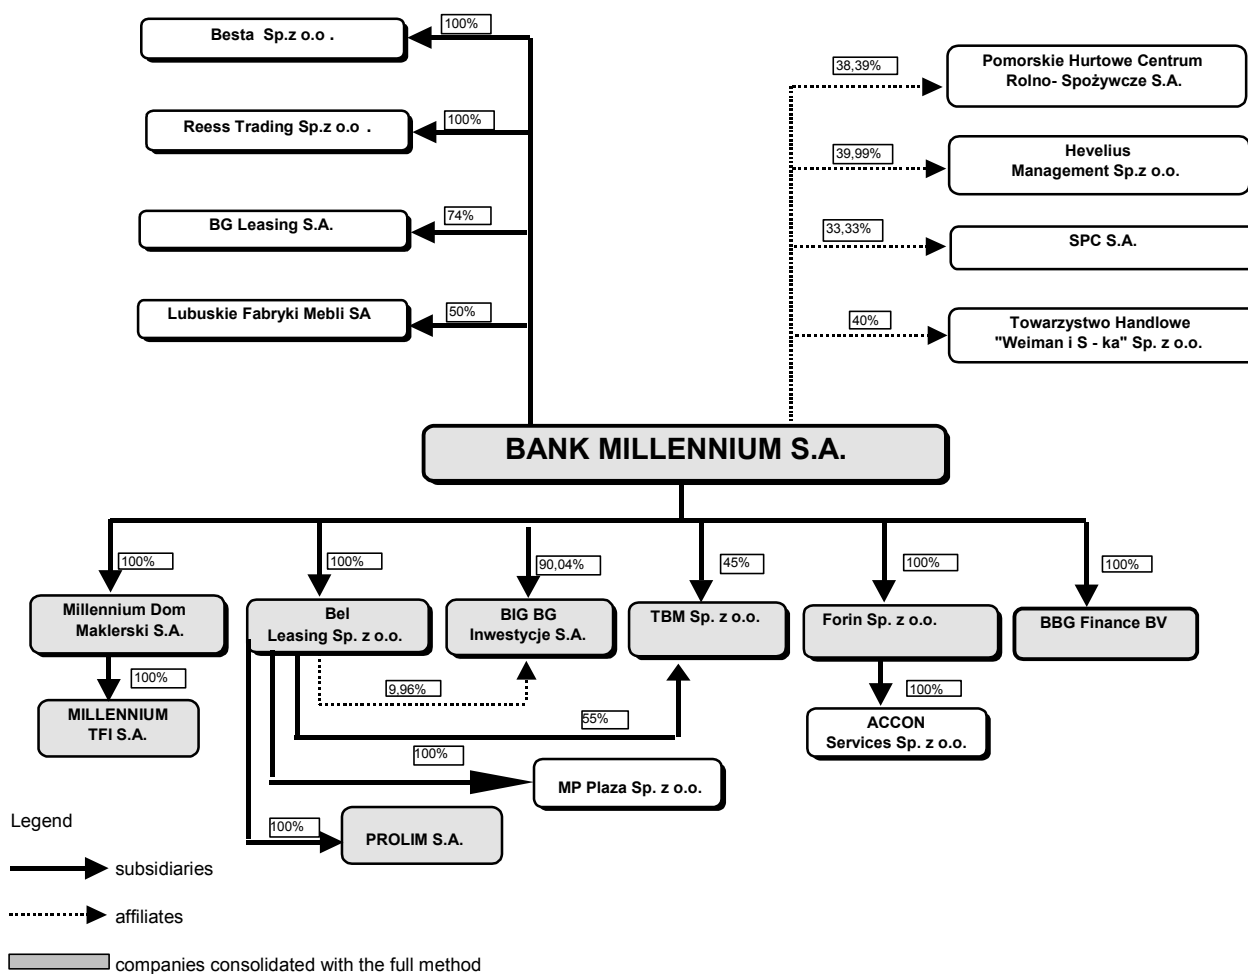 100%
Besta Sp.z o.o .
38,39%
Pomorskie Hurtowe Centrum
Rolno- Spożywcze S.A.
100%
Reess Trading Sp.z o.o .
39,99%
Hevelius
Management Sp.z o.o.
74%
BG Leasing S.A.
33,33%
SPC S.A.
50%
Lubuskie Fabryki Mebli SA
40%
Towarzystwo Handlowe
"Weiman i S - ka" Sp. z o.o.
BANK MILLENNIUM S.A.
100%
100%
90,04%
45%
100%
100%
Millennium Dom
Maklerski S.A.
Bel
Leasing Sp. z o.o.
BIG BG
Inwestycje S.A.
TBM Sp. z o.o.
Forin Sp. z o.o.
BBG Finance BV
100%
9,96%
100%
MILLENNIUM
TFI S.A.
55%
ACCON
Services Sp. z o.o.
100%
MP Plaza Sp. z o.o.
100%
PROLIM S.A.
Legend
subsidiaries
affiliates
companies consolidated with the full method